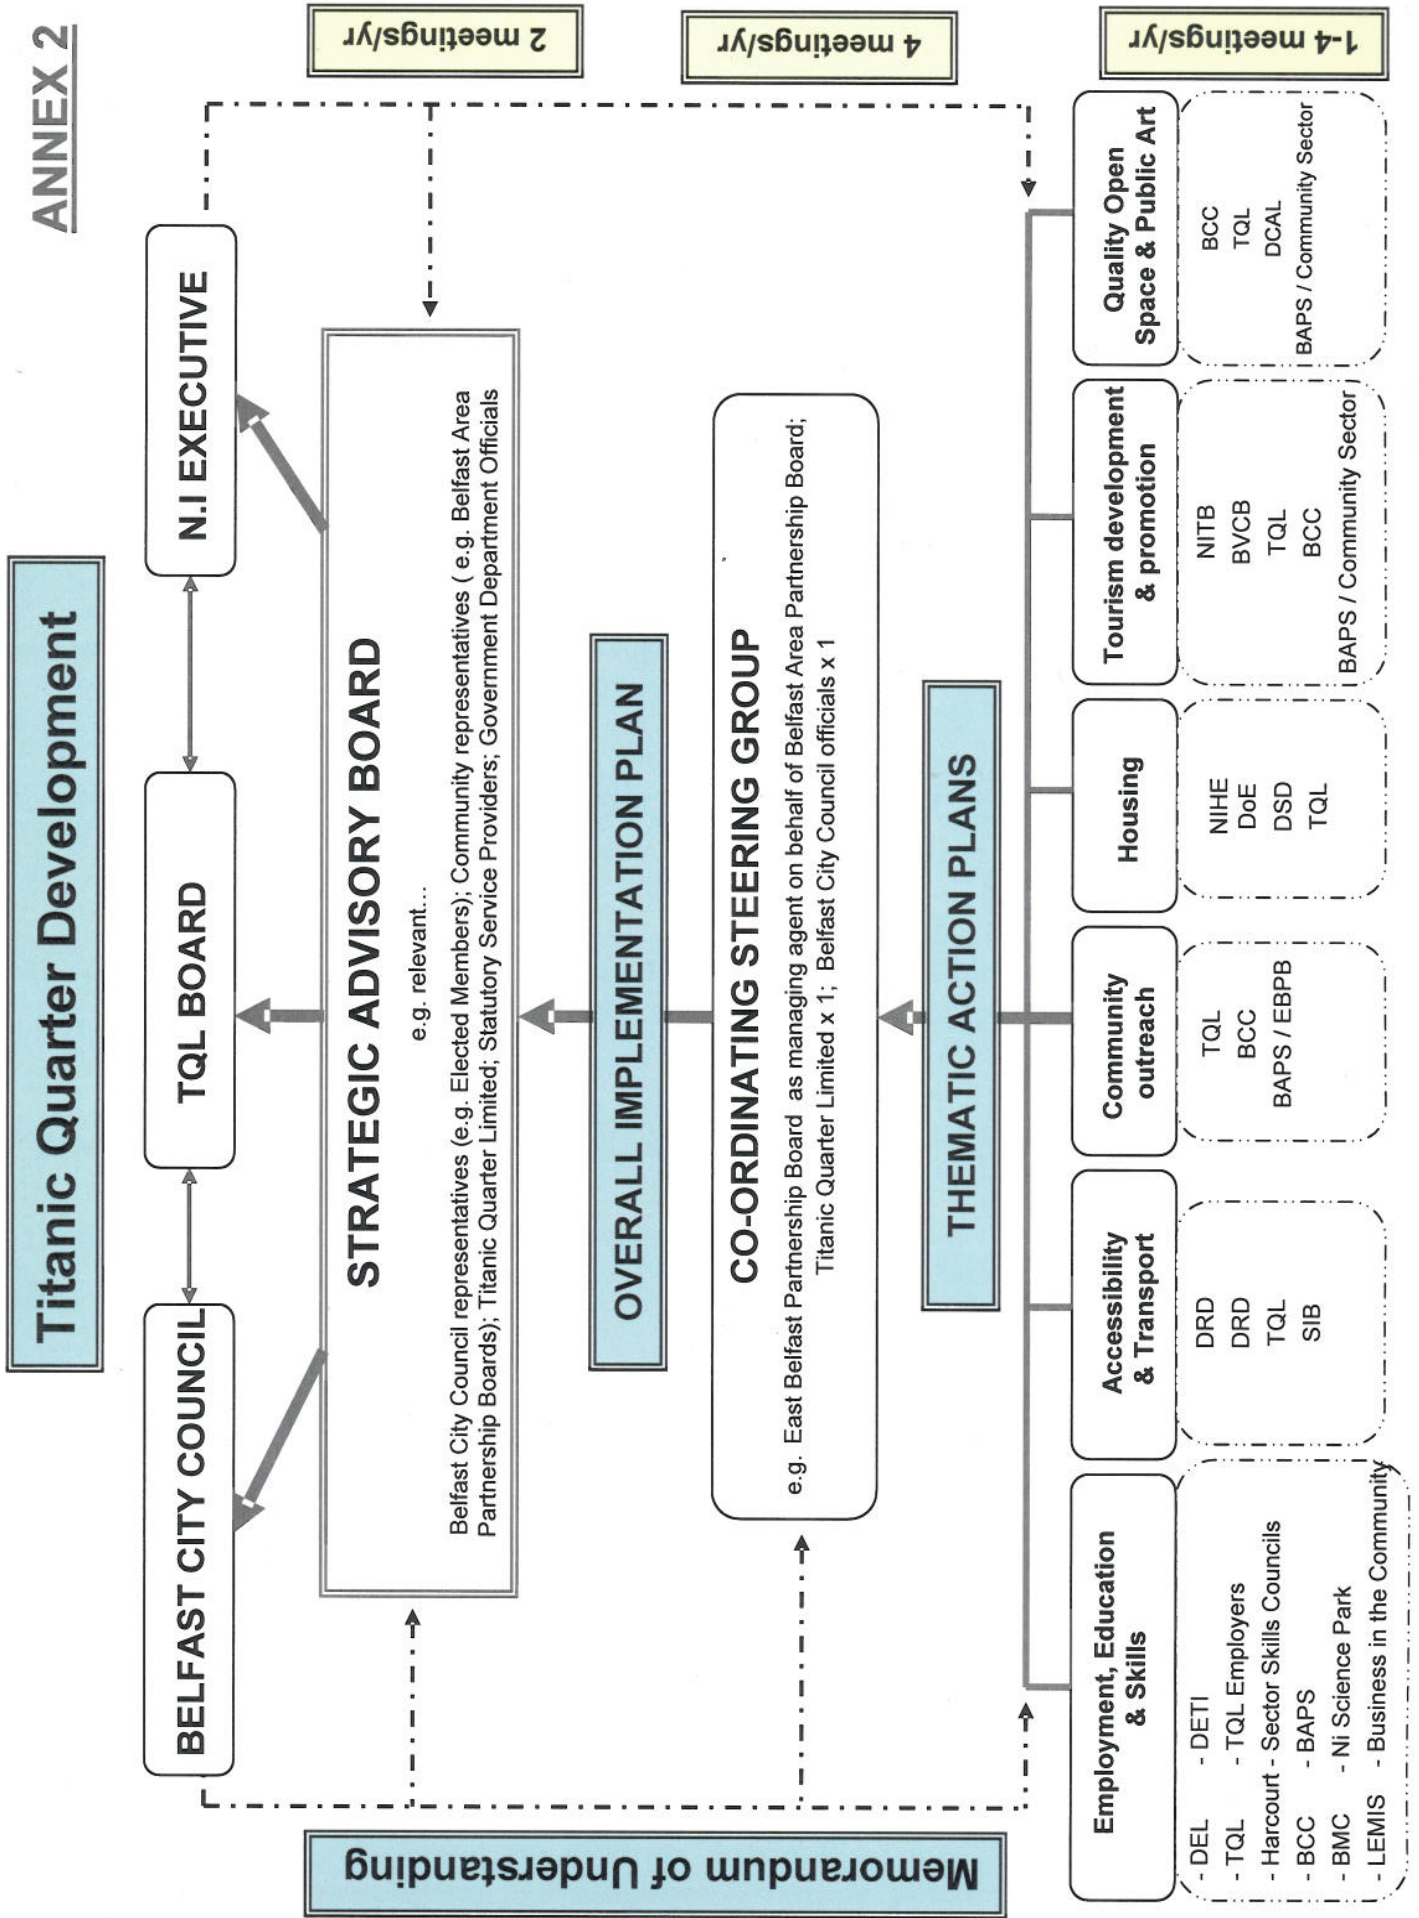 ANNEX 2
Titanic Quarter Development
BELFAST CITY COUNCIL
TQL BOARD
N.I EXECUTIVE
Memorandum of Understanding
STRATEGIC ADVISORY BOARD
e.g. relevant...
Belfast City Council representatives (e.g. Elected Members); Community representatives ( e.g. Belfast Area
Partnership Boards); Titanic Quarter Limited; Statutory Service Providers; Government Department Officials
2 meetings/yr
OVERALL IMPLEMENTATION PLAN
CO-ORDINATING STEERING GROUP
e.g. East Belfast Partnership Board as managing agent on behalf of Belfast Area Partnership Board;
Titanic Quarter Limited x 1; Belfast City Council officials x 1
4 meetings/yr
THEMATIC ACTION PLANS
Employment, Education
& Skills
- DEL - DETI
- TQL - TQL Employers
- Harcourt - Sector Skills Councils
- BCC - BAPS
- BMC - Ni Science Park
- LEMIS - Business in the Community
Accessibility
& Transport
DRD
DRD
TQL
SIB
Community
outreach
TQL
BCC
BAPS / EBPB
Housing
NIHE
DoE
DSD
TQL
Tourism development
& promotion
NITB
BVCB
TQL
BCC
BAPS / Community Sector
Quality Open
Space & Public Art
BCC
TQL
DCAL
BAPS / Community Sector
1-4 meetings/yr